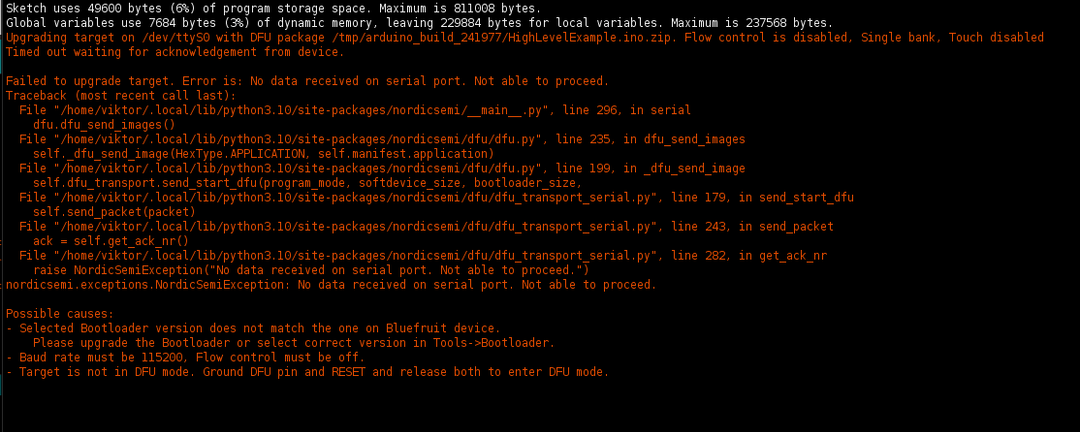 Sketch uses 49600 bytes (6%) of program storage space. Maximum is 811008 bytes.
Global variables use 7684 bytes (3%) of dynamic memory, leaving 229884 bytes for local variables. Maximum is 237568 bytes.
Upgrading target on /dev/ttyS0 with DFU package /tmp/arduino_build_241977/HighLevelExample.ino.zip. Flow control is disabled, Single bank, Touch disabled
Timed out waiting for acknowledgement from device.
Failed to upgrade target. Error is: No data received on serial port. Not able to proceed.
Traceback (most recent call last):
  File "/home/viktor/.local/lib/python3.10/site-packages/nordicsemi/__main__.py", line 296, in serial
    dfu.dfu_send_images()
  File "/home/viktor/.local/lib/python3.10/site-packages/nordicsemi/dfu/dfu.py", line 235, in dfu_send_images
    self._dfu_send_image(HexType.APPLICATION, self.manifest.application)
  File "/home/viktor/.local/lib/python3.10/site-packages/nordicsemi/dfu/dfu.py", line 199, in _dfu_send_image
    self.dfu_transport.send_start_dfu(program_mode, softdevice_size, bootloader_size,
  File "/home/viktor/.local/lib/python3.10/site-packages/nordicsemi/dfu/dfu_transport_serial.py", line 179, in send_start_dfu
    self.send_packet(packet)
  File "/home/viktor/.local/lib/python3.10/site-packages/nordicsemi/dfu/dfu_transport_serial.py", line 243, in send_packet
    ack = self.get_ack_nr()
  File "/home/viktor/.local/lib/python3.10/site-packages/nordicsemi/dfu/dfu_transport_serial.py", line 282, in get_ack_nr
    raise NordicSemiException("No data received on serial port. Not able to proceed.")
nordicsemi.exceptions.NordicSemiException: No data received on serial port. Not able to proceed.
Possible causes:
- Selected Bootloader version does not match the one on Bluefruit device.
    Please upgrade the Bootloader or select correct version in Tools->Bootloader.
- Baud rate must be 115200, Flow control must be off.
- Target is not in DFU mode. Ground DFU pin and RESET and release both to enter DFU mode.